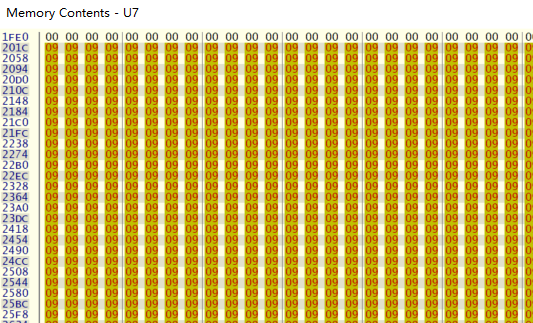 Memory Contents - U7
1FE0 00 00 00 00 00 00 00 00 00 00 00 00 00 00 00 00 00 00 00 00 00 00 00 00 0
201C 09 09 09 09 09 09 09 09 09 09 09 09 09 09 09 09 09 09 09 09 09 09 09 09 0
2058 09 09 09 09 09 09 09 09 09 09 09 09 09 09 09 09 09 09 09 09 09 09 09 09 0
2094 09 09 09 09 09 09 09 09 09 09 09 09 09 09 09 09 09 09 09 09 09 09 09 09 0
20D0 09 09 09 09 09 09 09 09 09 09 09 09 09 09 09 09 09 09 09 09 09 09 09 09 0
210C 09 09 09 09 09 09 09 09 09 09 09 09 09 09 09 09 09 09 09 09 09 09 09 09 0
2148 09 09 09 09 09 09 09 09 09 09 09 09 09 09 09 09 09 09 09 09 09 09 09 09 0
2184 09 09 09 09 09 09 09 09 09 09 09 09 09 09 09 09 09 09 09 09 09 09 09 09 0
21C0 09 09 09 09 09 09 09 09 09 09 09 09 09 09 09 09 09 09 09 09 09 09 09 09 0
21FC 09 09 09 09 09 09 09 09 09 09 09 09 09 09 09 09 09 09 09 09 09 09 09 09 0
2238 09 09 09 09 09 09 09 09 09 09 09 09 09 09 09 09 09 09 09 09 09 09 09 09 0
2274 09 09 09 09 09 09 09 09 09 09 09 09 09 09 09 09 09 09 09 09 09 09 09 09 0
22B0 09 09 09 09 09 09 09 09 09 09 09 09 09 09 09 09 09 09 09 09 09 09 09 09 0
22EC 09 09 09 09 09 09 09 09 09 09 09 09 09 09 09 09 09 09 09 09 09 09 09 09 0
2328 09 09 09 09 09 09 09 09 09 09 09 09 09 09 09 09 09 09 09 09 09 09 09 09 0
2364 09 09 09 09 09 09 09 09 09 09 09 09 09 09 09 09 09 09 09 09 09 09 09 09 0
23A0 09 09 09 09 09 09 09 09 09 09 09 09 09 09 09 09 09 09 09 09 09 09 09 09 0
23DC 09 09 09 09 09 09 09 09 09 09 09 09 09 09 09 09 09 09 09 09 09 09 09 09 0
2418 09 09 09 09 09 09 09 09 09 09 09 09 09 09 09 09 09 09 09 09 09 09 09 09 0
2454 09 09 09 09 09 09 09 09 09 09 09 09 09 09 09 09 09 09 09 09 09 09 09 09 0
2490 09 09 09 09 09 09 09 09 09 09 09 09 09 09 09 09 09 09 09 09 09 09 09 09 0
24CC 09 09 09 09 09 09 09 09 09 09 09 09 09 09 09 09 09 09 09 09 09 09 09 09 0
2508 09 09 09 09 09 09 09 09 09 09 09 09 09 09 09 09 09 09 09 09 09 09 09 09 0
2544 09 09 09 09 09 09 09 09 09 09 09 09 09 09 09 09 09 09 09 09 09 09 09 09 0
2580 09 09 09 09 09 09 09 09 09 09 09 09 09 09 09 09 09 09 09 09 09 09 09 09 0
25BC 09 09 09 09 09 09 09 09 09 09 09 09 09 09 09 09 09 09 09 09 09 09 09 09 0
25F8 09 09 09 09 09 09 09 09 09 09 09 09 09 09 09 09 09 09 09 09 09 09 09 09 0